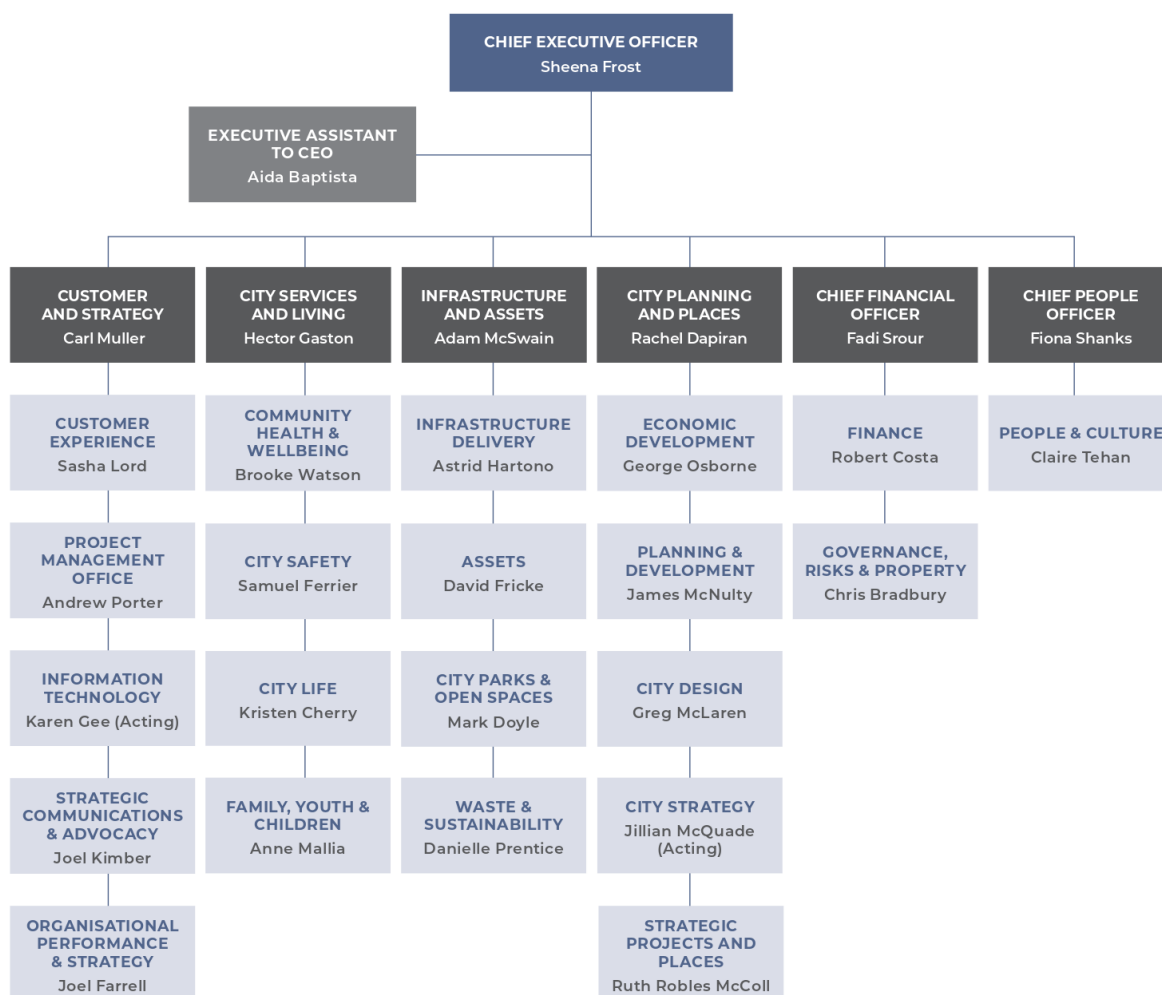 CHIEF EXECUTIVE OFFICER
Sheena Frost
EXECUTIVE ASSISTANT
TO CEO
Aida Baptista
CUSTOMER
AND STRATEGY
Carl Muller
CITY SERVICES
AND LIVING
Hector Gaston
INFRASTRUCTURE
AND ASSETS
Adam McSwain
CITY PLANNING
AND PLACES
Rachel Dapiran
CHIEF FINANCIAL
OFFICER
Fadi Srour
CHIEF PEOPLE
OFFICER
Fiona Shanks
CUSTOMER
EXPERIENCE
Sasha Lord
COMMUNITY
HEALTH &
WELLBEING
Brooke Watson
INFRASTRUCTURE
DELIVERY
Astrid Hartono
ECONOMIC
DEVELOPMENT
George Osborne
FINANCE
Robert Costa
PEOPLE & CULTURE
Claire Tehan
PROJECT
MANAGEMENT
OFFICE
Andrew Porter
CITY SAFETY
Samuel Ferrier
ASSETS
David Fricke
PLANNING &
DEVELOPMENT
James McNulty
GOVERNANCE,
RISKS & PROPERTY
Chris Bradbury
INFORMATION
TECHNOLOGY
Karen Gee (Acting)
CITY LIFE
Kristen Cherry
CITY PARKS &
OPEN SPACES
Mark Doyle
CITY DESIGN
Greg McLaren
STRATEGIC
COMMUNICATIONS
& ADVOCACY
Joel Kimber
FAMILY, YOUTH &
CHILDREN
Anne Mallia
WASTE &
SUSTAINABILITY
Danielle Prentice
CITY STRATEGY
Jillian McQuade
(Acting)
ORGANISATIONAL
PERFORMANCE
& STRATEGY
Joel Farrell
STRATEGIC
PROJECTS AND
PLACES
Ruth Robles McColl